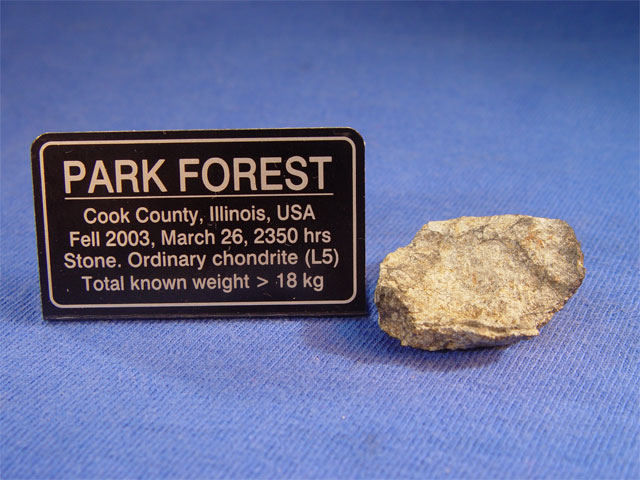 PARK FOREST
Cook County, Illinois, USA
Fell 2003, March 26, 2350 hrs
Stone. Ordinary chondrite (L5)
Total known weight > 18 kg